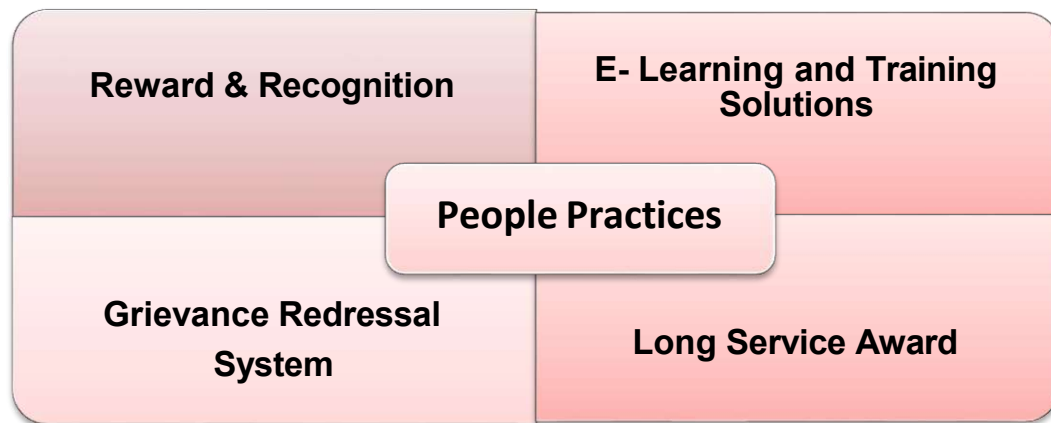 Reward & Recognition
E- Learning and Training
Solutions
People Practices
Grievance Redressal
System
Long Service Award